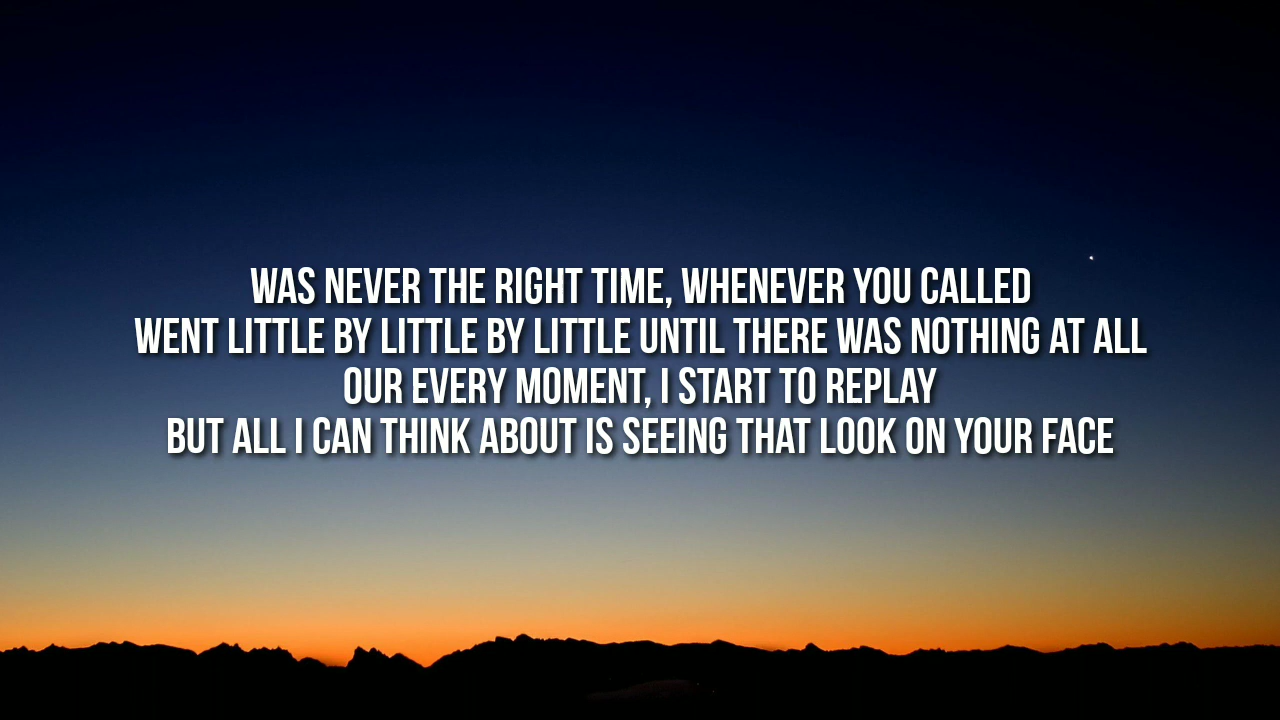 WAS NEVER THE RIGHT TIME, WHENEVER YOU CALLED
WENT LITTLE BY LITTLE BY LITTLE UNTIL THERE WAS NOTHING AT ALL
OUR EVERY MOMENT, I START TO REPLAY
BUT ALL I CAN THINK ABOUT IS SEEING THAT LOOK ON YOUR FACE